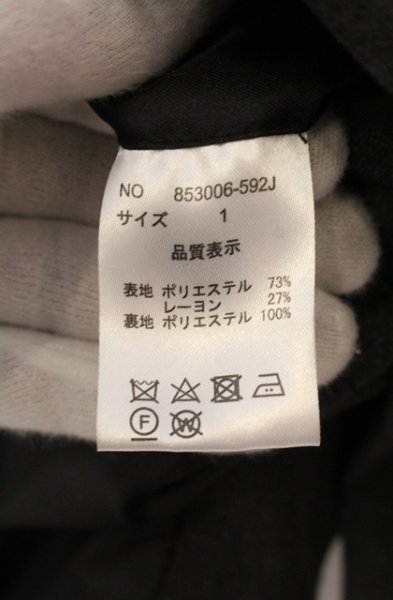 NO 853006-592J
サイズ 1
品質表示
表地 ポリエステル 73%
レーヨン 27%
裏地 ポリエステル 100%
F W